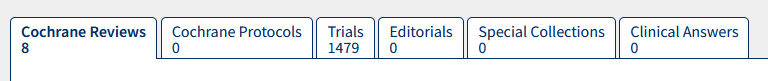 Cochrane Reviews
8
Cochrane Protocols
0
Trials
1479
Editorials
0
Special Collections
0
Clinical Answers
0